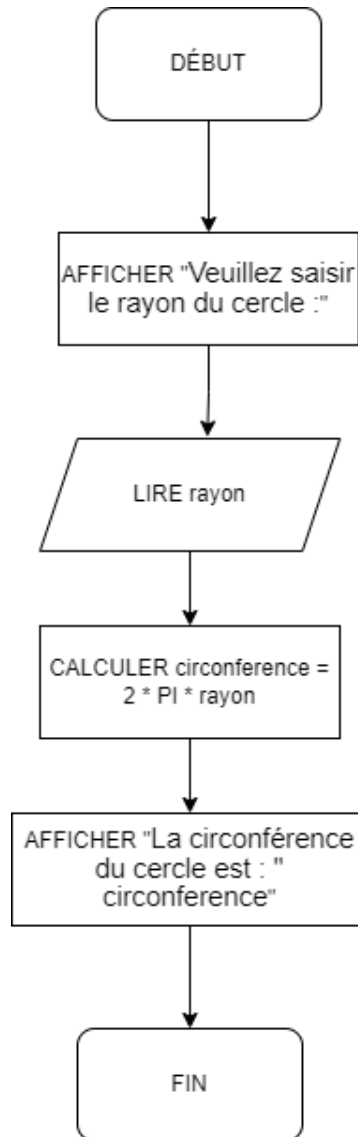 DÉBUT
AFFICHER "Veuillez saisir
le rayon du cercle :"
LIRE rayon
CALCULER circonference =
2 * PI * rayon
AFFICHER "La circonférence
du cercle est : "
circonference"
FIN